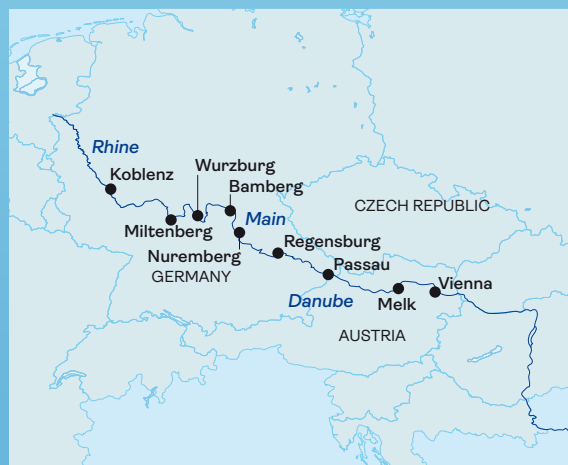 Rhine
Koblenz
Wurzburg
Bamberg
Miltenberg
Main
Nuremberg
GERMANY
CZECH REPUBLIC
Regensburg
Passau
Danube
Melk
Vienna
AUSTRIA